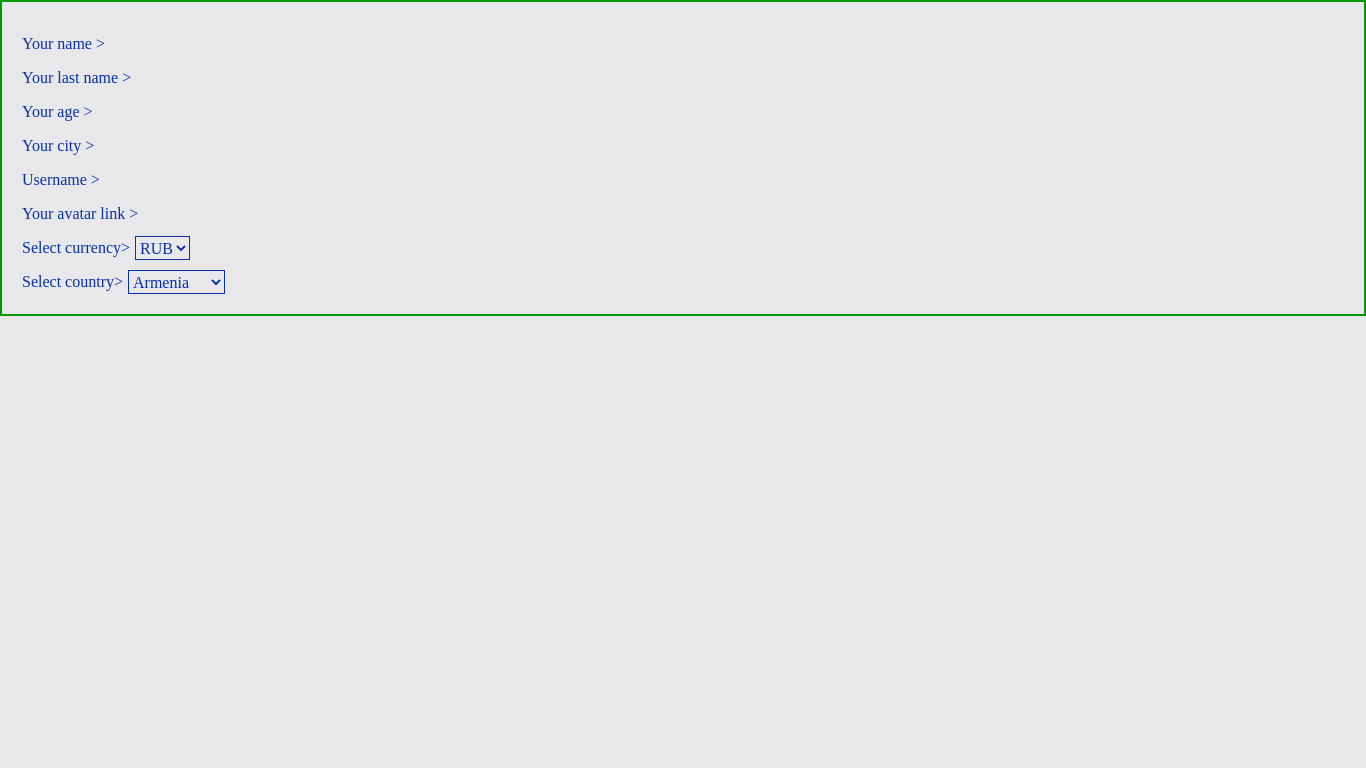 Your name >
Your last name >
Your age >
Your city >
Username >
Your avatar link >
Select currency> RUB
Select country> Armenia